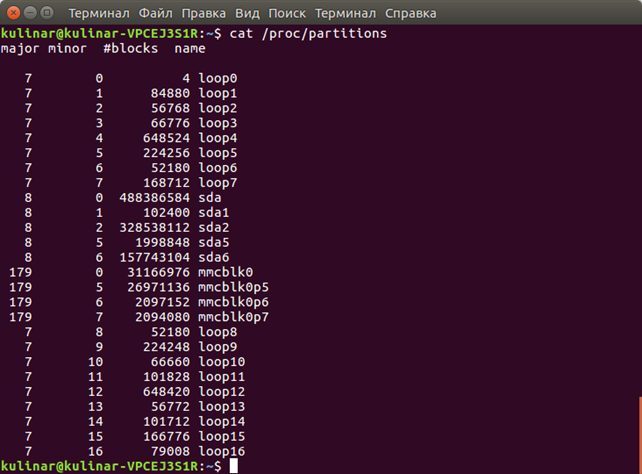 Терминал Файл Правка Вид Поиск Терминал Справка
kulinar@kulinar-VPCEJ3S1R:~$ cat /proc/partitions
major minor  #blocks  name

   7        0          4 loop0
   7        1      84880 loop1
   7        2      56768 loop2
   7        3      66776 loop3
   7        4     648524 loop4
   7        5     224256 loop5
   7        6      52180 loop6
   7        7     168712 loop7
   8        0  488386584 sda
   8        1     102400 sda1
   8        2  328538112 sda2
   8        5    1998848 sda5
   8        6  157743104 sda6
 179        0   31166976 mmcblk0
 179        5   26971136 mmcblk0p5
 179        6    2097152 mmcblk0p6
 179        7    2094080 mmcblk0p7
   7        8      52180 loop8
   7        9     224248 loop9
   7       10      66660 loop10
   7       11     101828 loop11
   7       12     648420 loop12
   7       13      56772 loop13
   7       14     101712 loop14
   7       15     166776 loop15
   7       16      79008 loop16
kulinar@kulinar-VPCEJ3S1R:~$